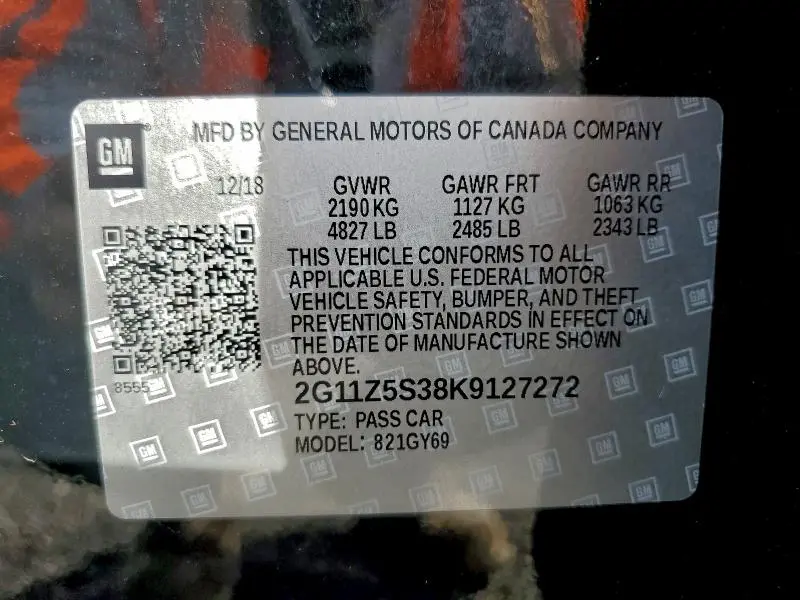 MFD BY GENERAL MOTORS OF CANADA COMPANY
GM
12/18 GVWR GAWR FRT GAWR RR
2190 KG 1127 KG 1063 KG
4827 LB 2485 LB 2343 LB
THIS VEHICLE CONFORMS TO ALL
APPLICABLE U.S. FEDERAL MOTOR
VEHICLE SAFETY, BUMPER, AND THEFT
PREVENTION STANDARDS IN EFFECT ON
THE DATE OF MANUFACTURE SHOWN
ABOVE.
8555
2G11Z5S38K9127272
TYPE: PASS CAR
MODEL: 821GY69